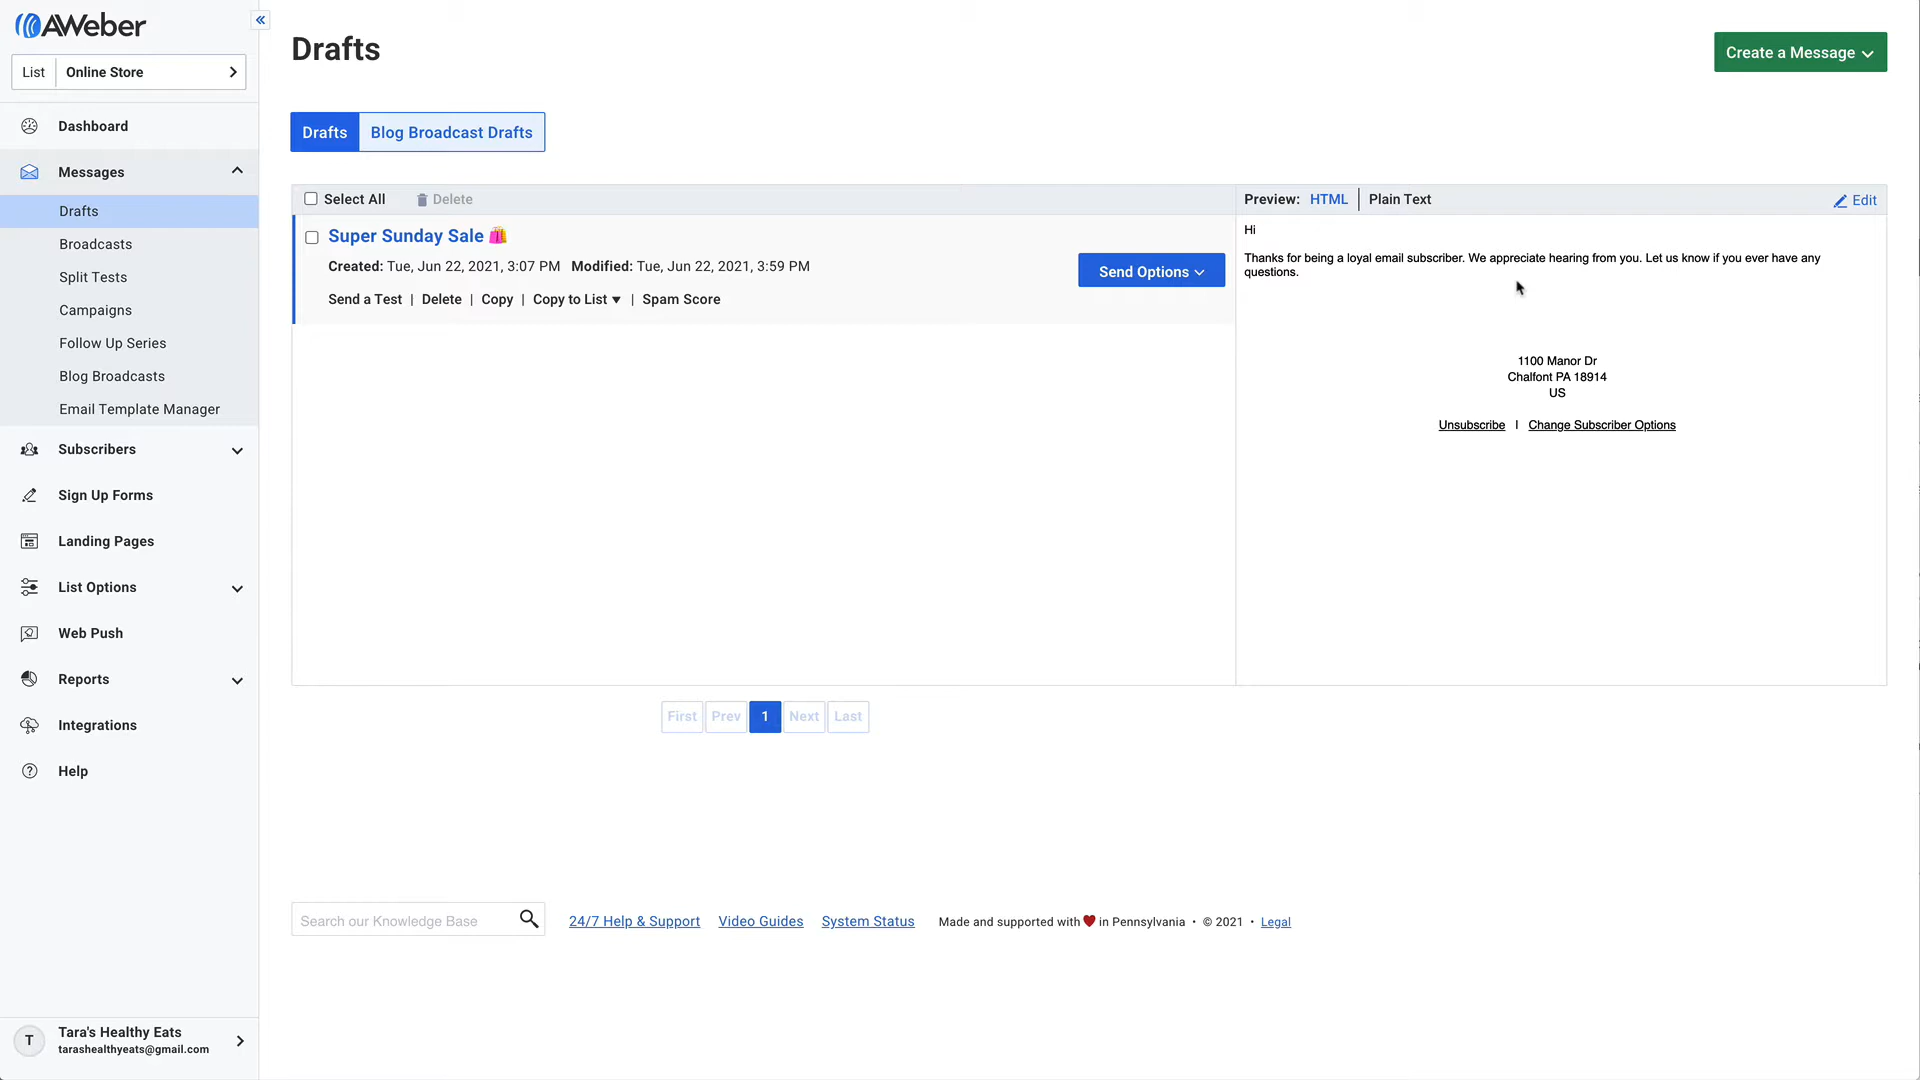 AWeber
«
List
Online Store
Dashboard
Messages
Drafts
Broadcasts
Split Tests
Campaigns
Follow Up Series
Blog Broadcasts
Email Template Manager
Subscribers
Sign Up Forms
Landing Pages
List Options
Web Push
Reports
Integrations
Help
T
Tara's Healthy Eats
tarashealthyeats@gmail.com
Drafts
Create a Message
Drafts
Blog Broadcast Drafts
Select All
Delete
Super Sunday Sale 🛍️
Created: Tue, Jun 22, 2021, 3:07 PM Modified: Tue, Jun 22, 2021, 3:59 PM
Send a Test | Delete | Copy | Copy to List ▼ | Spam Score
Send Options
Preview: HTML | Plain Text
Edit
Hi
Thanks for being a loyal email subscriber. We appreciate hearing from you. Let us know if you ever have any
questions.
1100 Manor Dr
Chalfont PA 18914
US
Unsubscribe | Change Subscriber Options
First Prev 1 Next Last
Search our Knowledge Base
24/7 Help & Support
Video Guides
System Status
Made and supported with ❤ in Pennsylvania • © 2021 • Legal